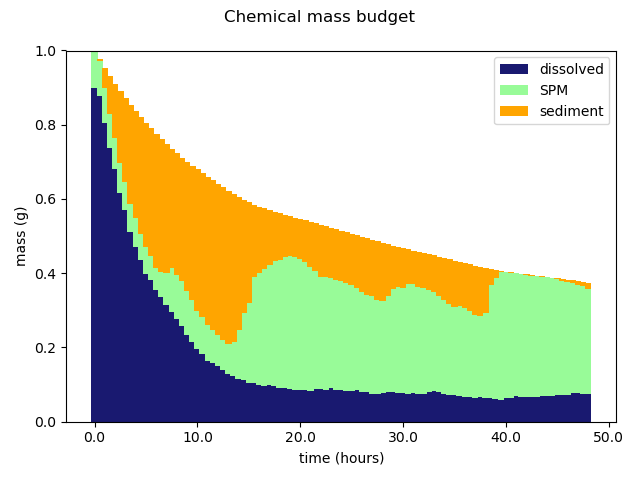 Chemical mass budget
1.0
0.8
0.6
0.4
0.2
0.0
mass (g)
dissolved
SPM
sediment
0.0 10.0 20.0 30.0 40.0 50.0
time (hours)